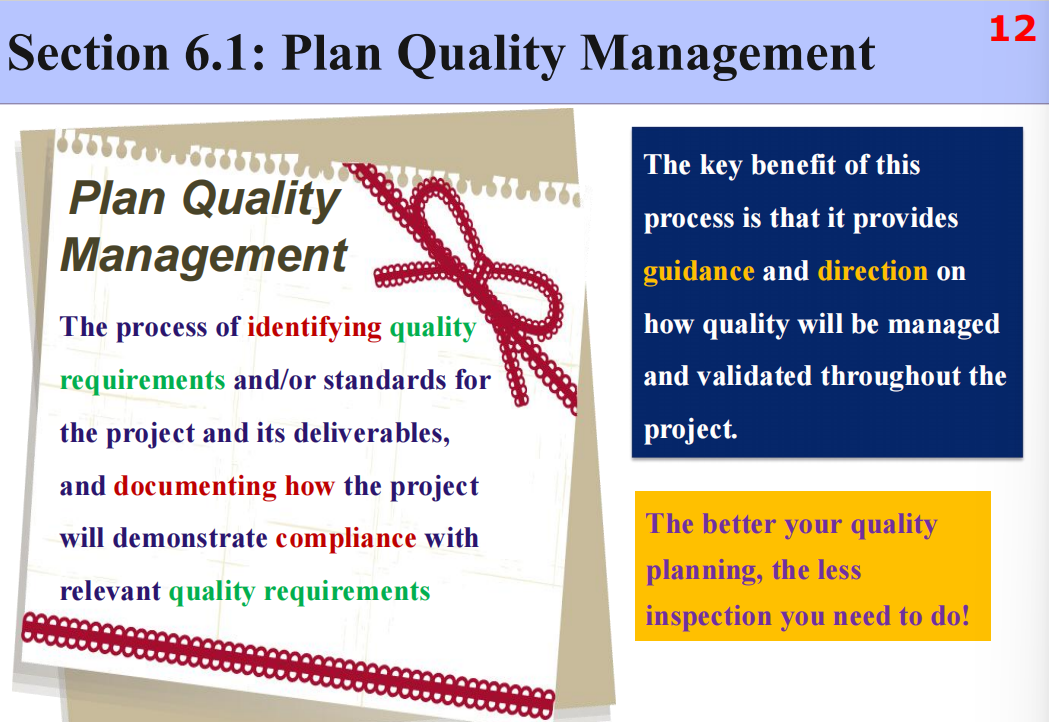 12
Section 6.1: Plan Quality Management
Plan Quality
Management
The process of identifying quality
requirements and/or standards for
the project and its deliverables,
and documenting how the project
will demonstrate compliance with
relevant quality requirements
The key benefit of this
process is that it provides
guidance and direction on
how quality will be managed
and validated throughout the
project.
The better your quality
planning, the less
inspection you need to do!